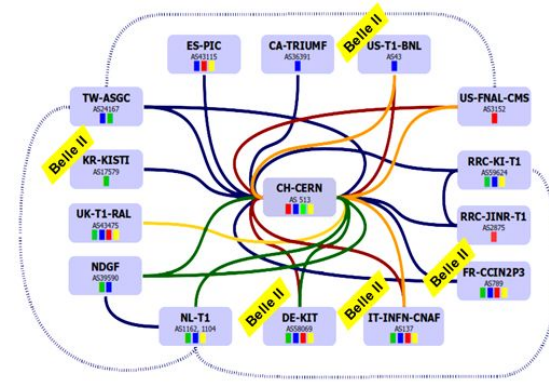 ES-PIC
AS43115
CA-TRIUMF
AS36391
Belle II
US-T1-BNL
AS43
TW-ASGC
AS24167
US-FNAL-CMS
AS3152
Belle II
KR-KISTI
AS17579
RRC-KI-T1
AS59624
CH-CERN
AS 513
UK-T1-RAL
AS43475
RRC-JINR-T1
AS2875
NDGF
AS39590
Belle II
FR-CCIN2P3
AS789
NL-T1
AS1162, 1104
Belle II
DE-KIT
AS58069
Belle II
IT-INFN-CNAF
AS137